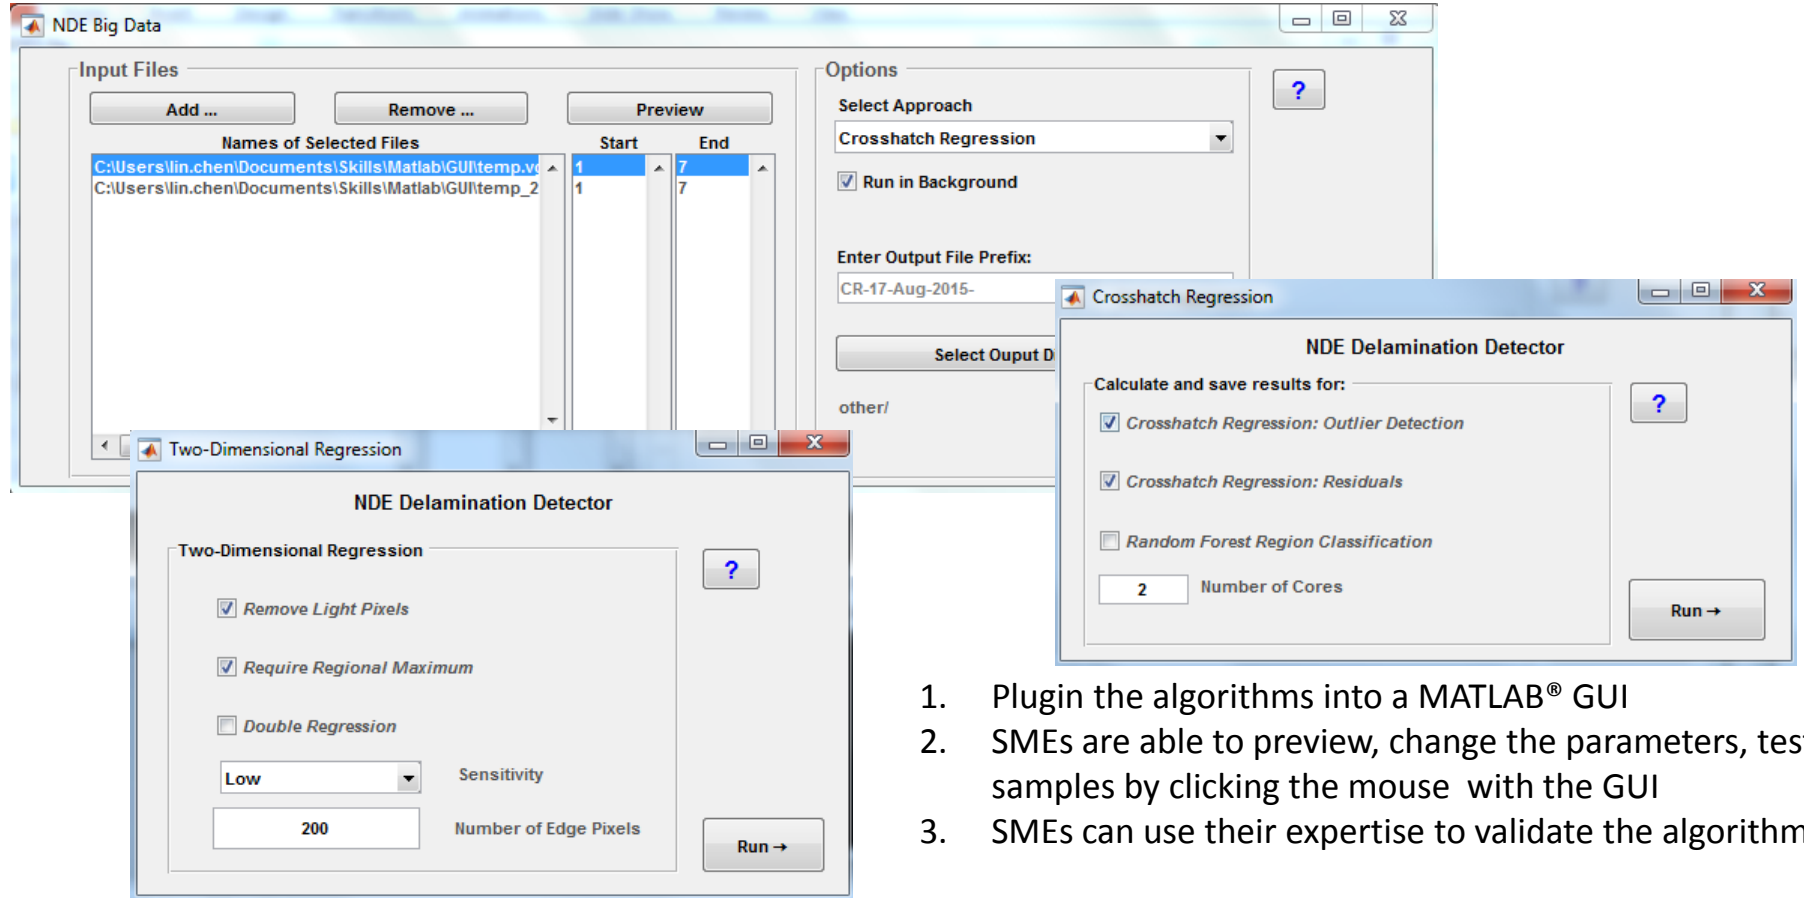 NDE Big Data
Input Files
Add ...
Remove ...
Preview
Names of Selected Files
Start
End
C:\Users\lin.chen\Documents\Skills\Matlab\GUI\temp.vo
1
7
C:\Users\lin.chen\Documents\Skills\Matlab\GUI\temp_2
1
7
Options
Select Approach
Crosshatch Regression
Run in Background
Enter Output File Prefix:
CR-17-Aug-2015-
Select Ouput D
other/
?
Crosshatch Regression
NDE Delamination Detector
Calculate and save results for:
Crosshatch Regression: Outlier Detection
Crosshatch Regression: Residuals
Random Forest Region Classification
2 Number of Cores
?
Run→
Two-Dimensional Regression
NDE Delamination Detector
Two-Dimensional Regression
Remove Light Pixels
Require Regional Maximum
Double Regression
Low Sensitivity
200 Number of Edge Pixels
?
Run→
1. Plugin the algorithms into a MATLAB® GUI
2. SMEs are able to preview, change the parameters, test
samples by clicking the mouse with the GUI
3. SMEs can use their expertise to validate the algorithm